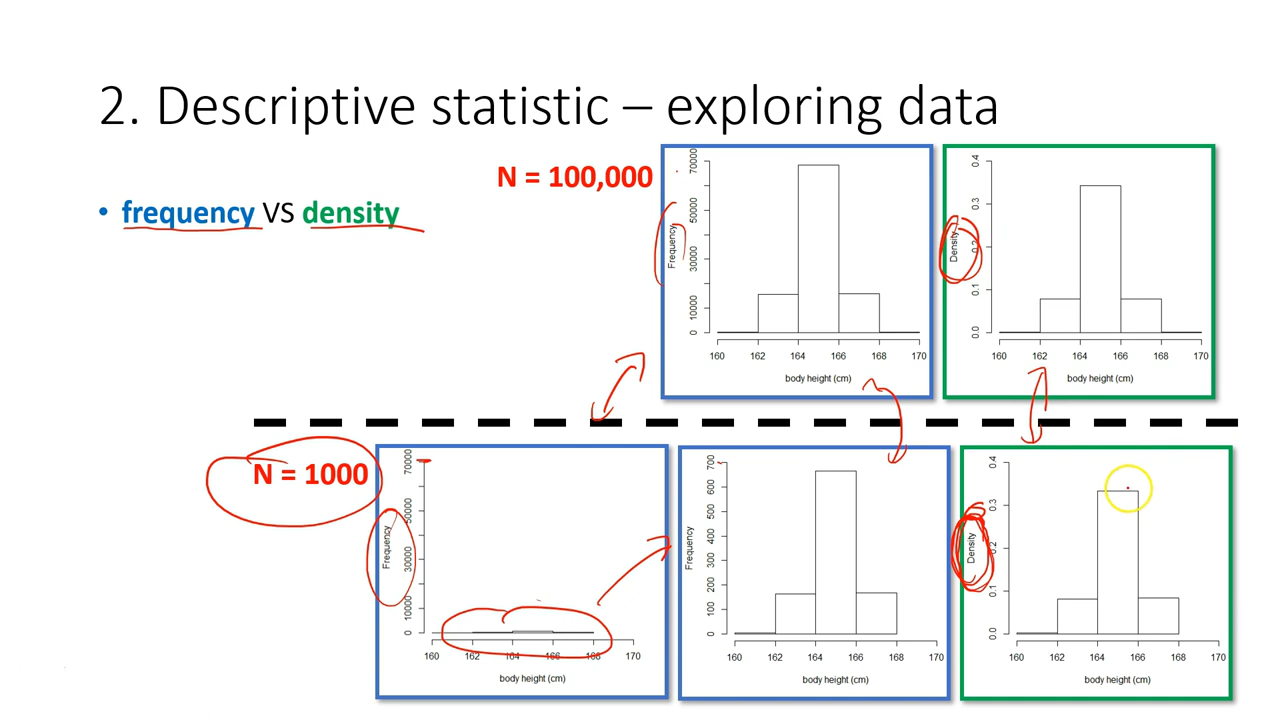 2. Descriptive statistic – exploring data
• frequency VS density
N = 100,000
Frequency
0 10000 30000 50000 70000
160 162 164 166 168 170
body height (cm)
Density
0.0 0.1 0.2 0.3 0.4
160 162 164 166 168 170
body height (cm)
N = 1000
Frequency
0 10000 30000 50000 70000
160 162 164 166 168 170
body height (cm)
Frequency
0 100 200 300 400 500 600 700
160 162 164 166 168 170
body height (cm)
Density
0.0 0.1 0.2 0.3 0.4
160 162 164 166 168 170
body height (cm)